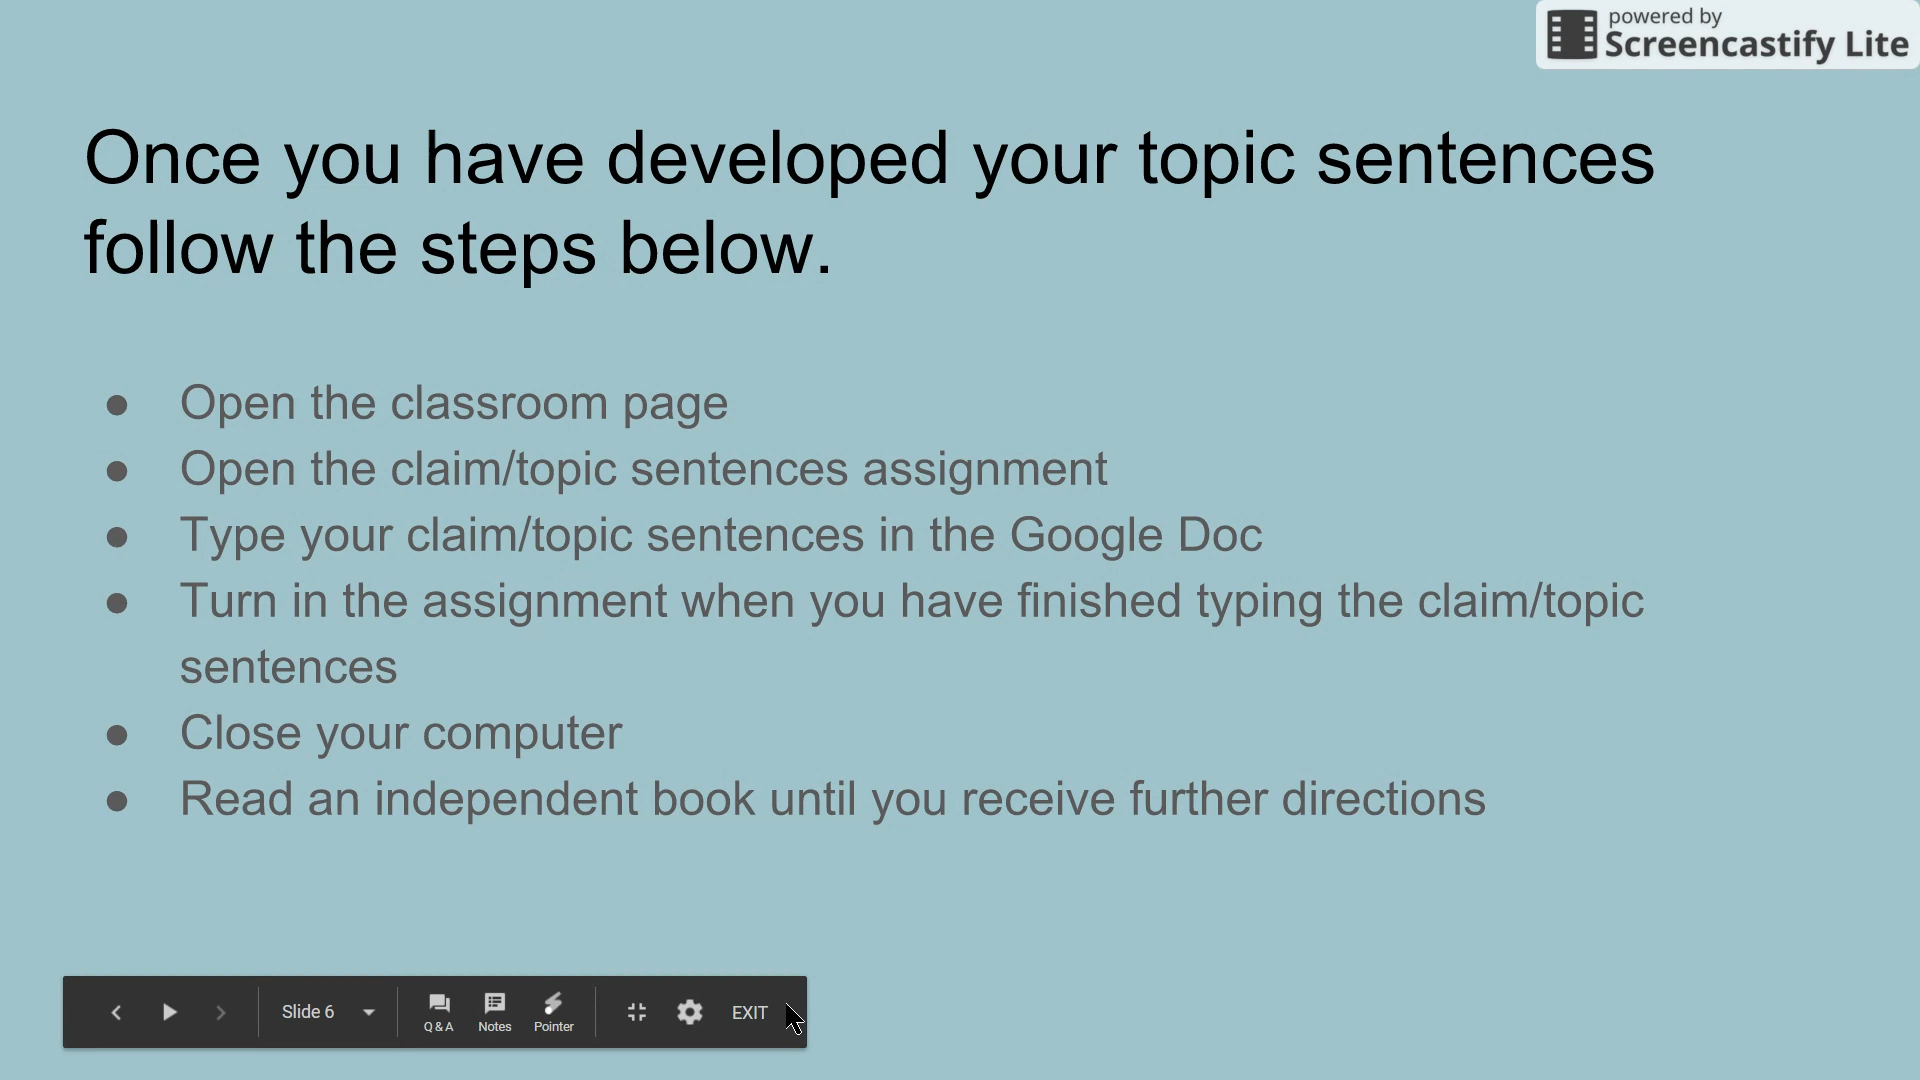 powered by
Screencastify Lite
Once you have developed your topic sentences
follow the steps below.
● Open the classroom page
● Open the claim/topic sentences assignment
● Type your claim/topic sentences in the Google Doc
● Turn in the assignment when you have finished typing the claim/topic
sentences
● Close your computer
● Read an independent book until you receive further directions
Slide 6
Q&A
Notes
Pointer
EXIT